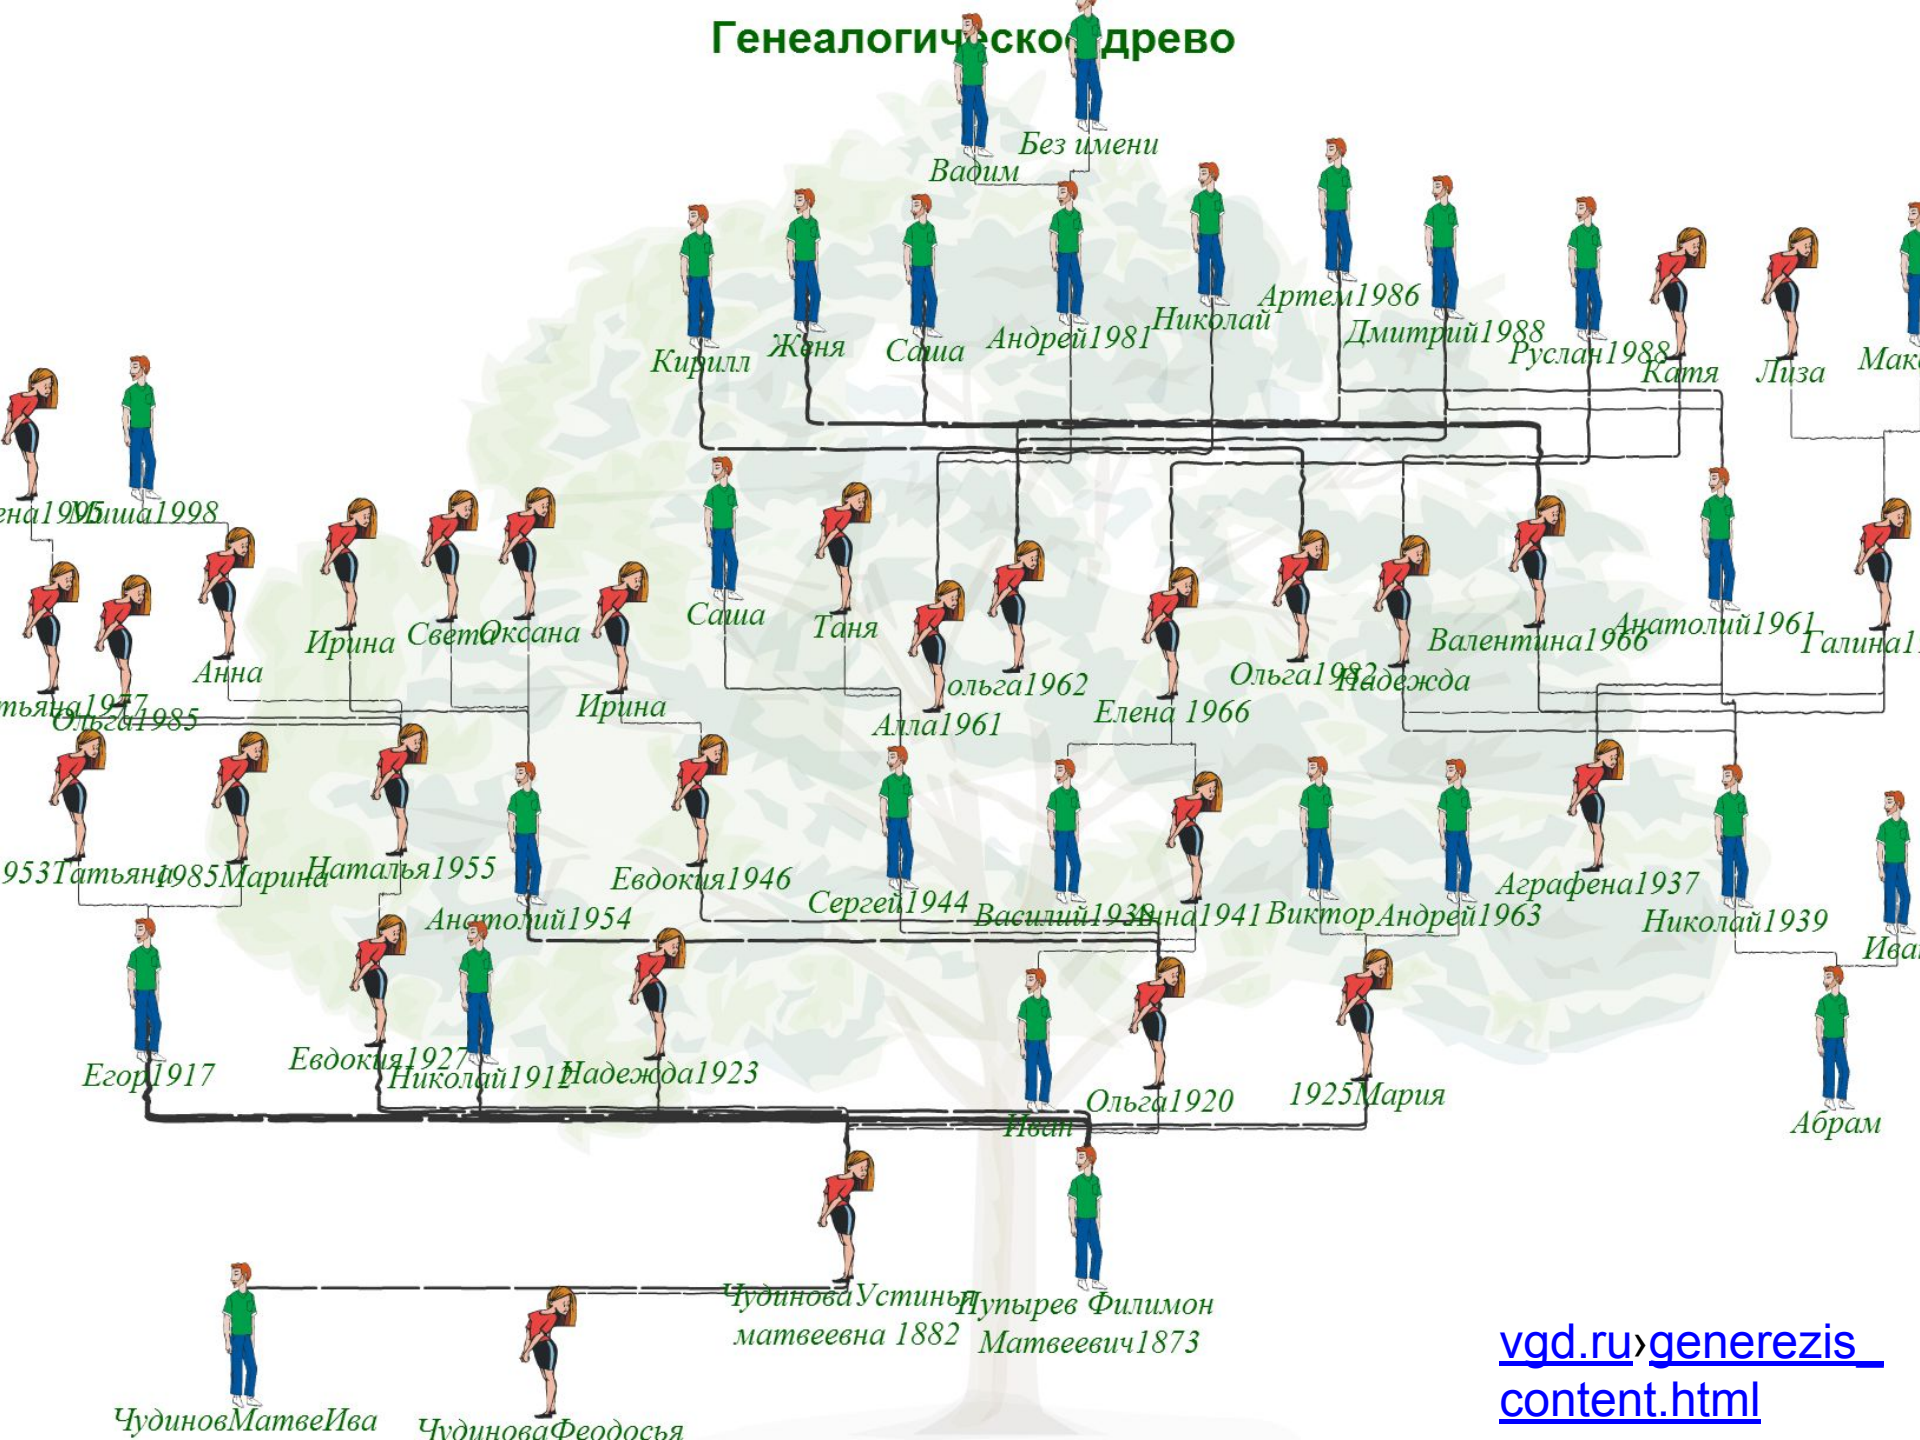 Генеалогическое древо
Без имени
Вадим
Артем1986
Николай
Дмитрий1988
Андрей1981
Женя
Саша
Руслан1988
Кирилл
Катя
Лиза
Миша1998
Саша
Таня
Ирина
Света
Оксана
Анатолий1961
Валентина1966
Анна
Ольга1982
Надежда
ольга1962
Ирина
Елена 1966
Ольга1985
Алла1961
Наталья1955
1953Татьяна
1985Марина
Евдокия1946
Аграфена1937
Сергей1944
Анатолий1954
Василий1938
Анна1941
Виктор
Андрей1963
Николай1939
Евдокия1927
Егор1917
Николай1912
Надежда1923
1925Мария
Ольга1920
Иван
Абрам
ЧудиноваУстинья
матвеевна 1882
Пупырев Филимон
Матвеевич1873
ЧудиновМатвеИва
ЧудиноваФеодосья
vgd.ru›generezis_
content.html